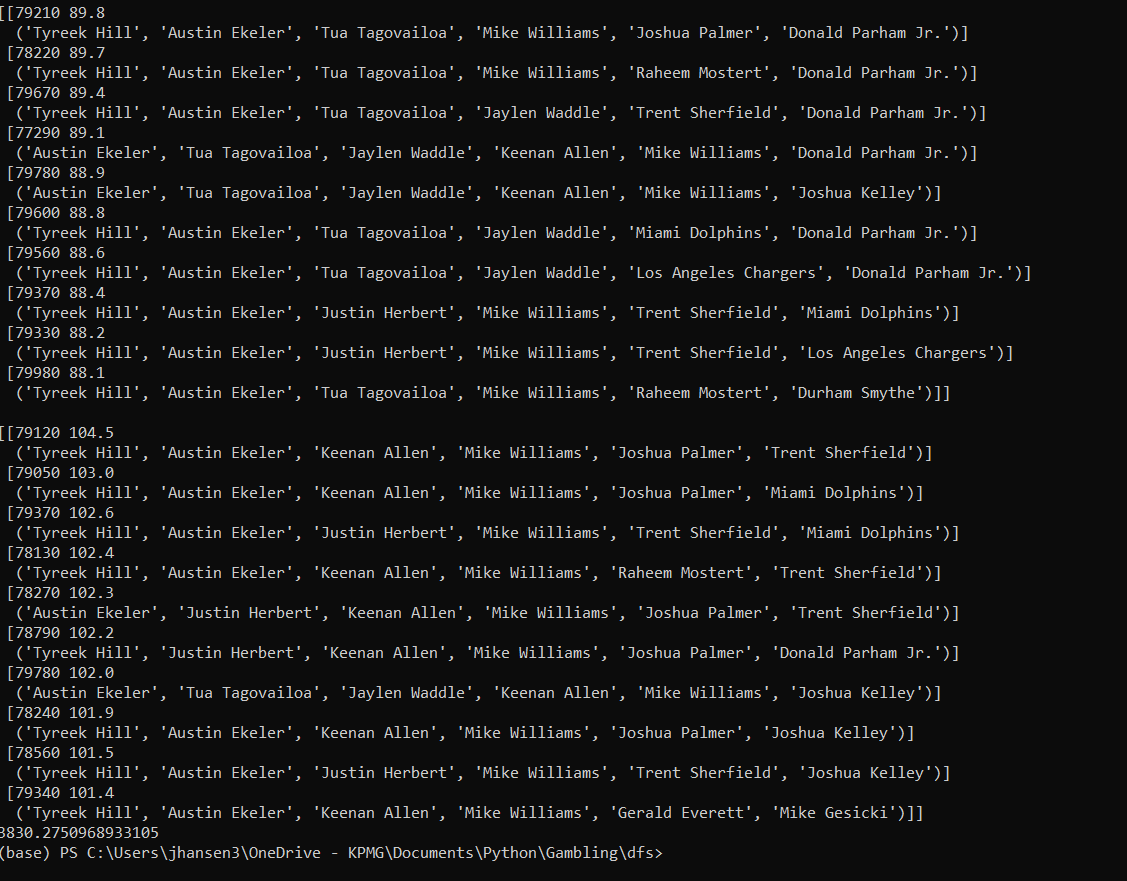 [[79210 89.8
('Tyreek Hill', 'Austin Ekeler', 'Tua Tagovailoa', 'Mike Williams', 'Joshua Palmer', 'Donald Parham Jr.')]
[78220 89.7
('Tyreek Hill', 'Austin Ekeler', 'Tua Tagovailoa', 'Mike Williams', 'Raheem Mostert', 'Donald Parham Jr.')]
[79670 89.4
('Tyreek Hill', 'Austin Ekeler', 'Tua Tagovailoa', 'Jaylen Waddle', 'Trent Sherfield', 'Donald Parham Jr.')]
[77290 89.1
('Austin Ekeler', 'Tua Tagovailoa', 'Jaylen Waddle', 'Keenan Allen', 'Mike Williams', 'Donald Parham Jr.')]
[79780 88.9
('Austin Ekeler', 'Tua Tagovailoa', 'Jaylen Waddle', 'Keenan Allen', 'Mike Williams', 'Joshua Kelley')]
[79600 88.8
('Tyreek Hill', 'Austin Ekeler', 'Tua Tagovailoa', 'Jaylen Waddle', 'Miami Dolphins', 'Donald Parham Jr.')]
[79560 88.6
('Tyreek Hill', 'Austin Ekeler', 'Tua Tagovailoa', 'Jaylen Waddle', 'Los Angeles Chargers', 'Donald Parham Jr.')]
[79370 88.4
('Tyreek Hill', 'Austin Ekeler', 'Justin Herbert', 'Mike Williams', 'Trent Sherfield', 'Miami Dolphins')]
[79330 88.2
('Tyreek Hill', 'Austin Ekeler', 'Justin Herbert', 'Mike Williams', 'Trent Sherfield', 'Los Angeles Chargers')]
[79980 88.1
('Tyreek Hill', 'Austin Ekeler', 'Tua Tagovailoa', 'Mike Williams', 'Raheem Mostert', 'Durham Smythe')]]
[[79120 104.5
('Tyreek Hill', 'Austin Ekeler', 'Keenan Allen', 'Mike Williams', 'Joshua Palmer', 'Trent Sherfield')]
[79050 103.0
('Tyreek Hill', 'Austin Ekeler', 'Keenan Allen', 'Mike Williams', 'Joshua Palmer', 'Miami Dolphins')]
[79370 102.6
('Tyreek Hill', 'Austin Ekeler', 'Justin Herbert', 'Mike Williams', 'Trent Sherfield', 'Miami Dolphins')]
[78130 102.4
('Tyreek Hill', 'Austin Ekeler', 'Keenan Allen', 'Mike Williams', 'Raheem Mostert', 'Trent Sherfield')]
[78270 102.3
('Austin Ekeler', 'Justin Herbert', 'Keenan Allen', 'Mike Williams', 'Joshua Palmer', 'Trent Sherfield')]
[78790 102.2
('Tyreek Hill', 'Justin Herbert', 'Keenan Allen', 'Mike Williams', 'Joshua Palmer', 'Donald Parham Jr.')]
[79780 102.0
('Austin Ekeler', 'Tua Tagovailoa', 'Jaylen Waddle', 'Keenan Allen', 'Mike Williams', 'Joshua Kelley')]
[78240 101.9
('Tyreek Hill', 'Austin Ekeler', 'Keenan Allen', 'Mike Williams', 'Joshua Palmer', 'Joshua Kelley')]
[78560 101.5
('Tyreek Hill', 'Austin Ekeler', 'Justin Herbert', 'Mike Williams', 'Trent Sherfield', 'Joshua Kelley')]
[79340 101.4
('Tyreek Hill', 'Austin Ekeler', 'Keenan Allen', 'Mike Williams', 'Gerald Everett', 'Mike Gesicki')]]
3830.2750968933105
(base) PS C:\Users\jhansen3\OneDrive - KPMG\Documents\Python\Gambling\dfs>